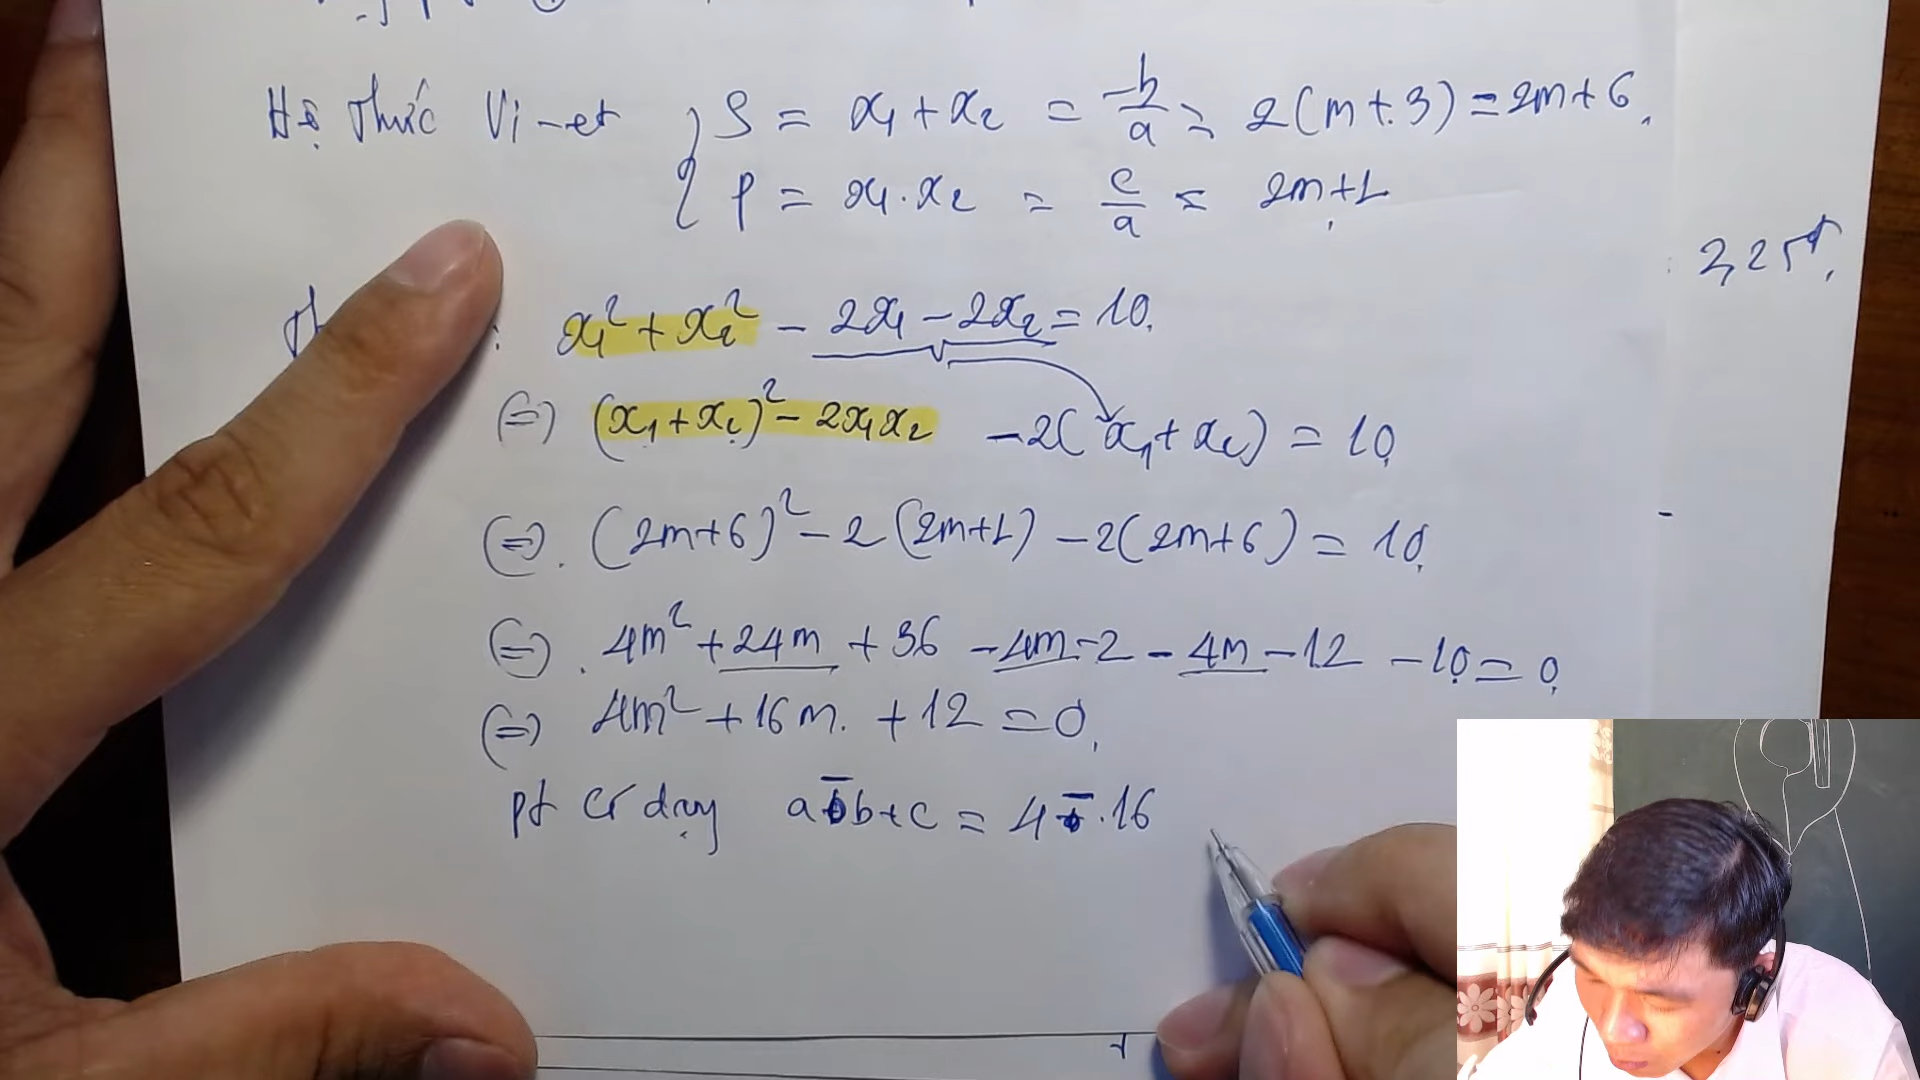 Hệ thức Vi-et { S = x₁ + x₂ = -b/a = 2(m+3) = 2m+6.
P = x₁.x₂ = c/a = 2m+1
2,25đ.
x₁² + x₂² - 2x₁ - 2x₂ = 10.
(=) (x₁+x₂)² - 2x₁x₂ -2(x₁+x₂) = 10.
(=). (2m+6)² - 2(2m+1) - 2(2m+6) = 10.
(=). 4m² + 24m + 36 - 4m - 2 - 4m - 12 - 10 = 0.
(=) 4m² + 16m. + 12 = 0.
pt có dạng a - b + c = 4 - .16